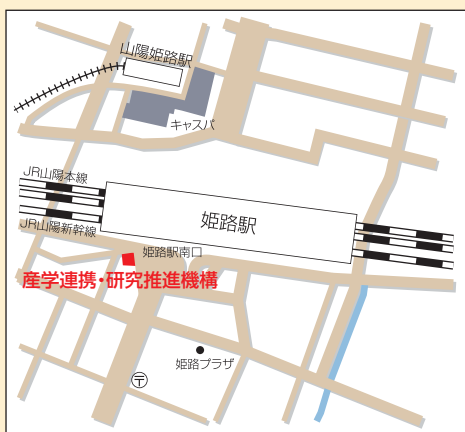 山陽姫路駅
キャスパ
JR山陽本線
姫路駅
JR山陽新幹線
姫路駅南口
産学連携・研究推進機構
姫路プラザ
〒